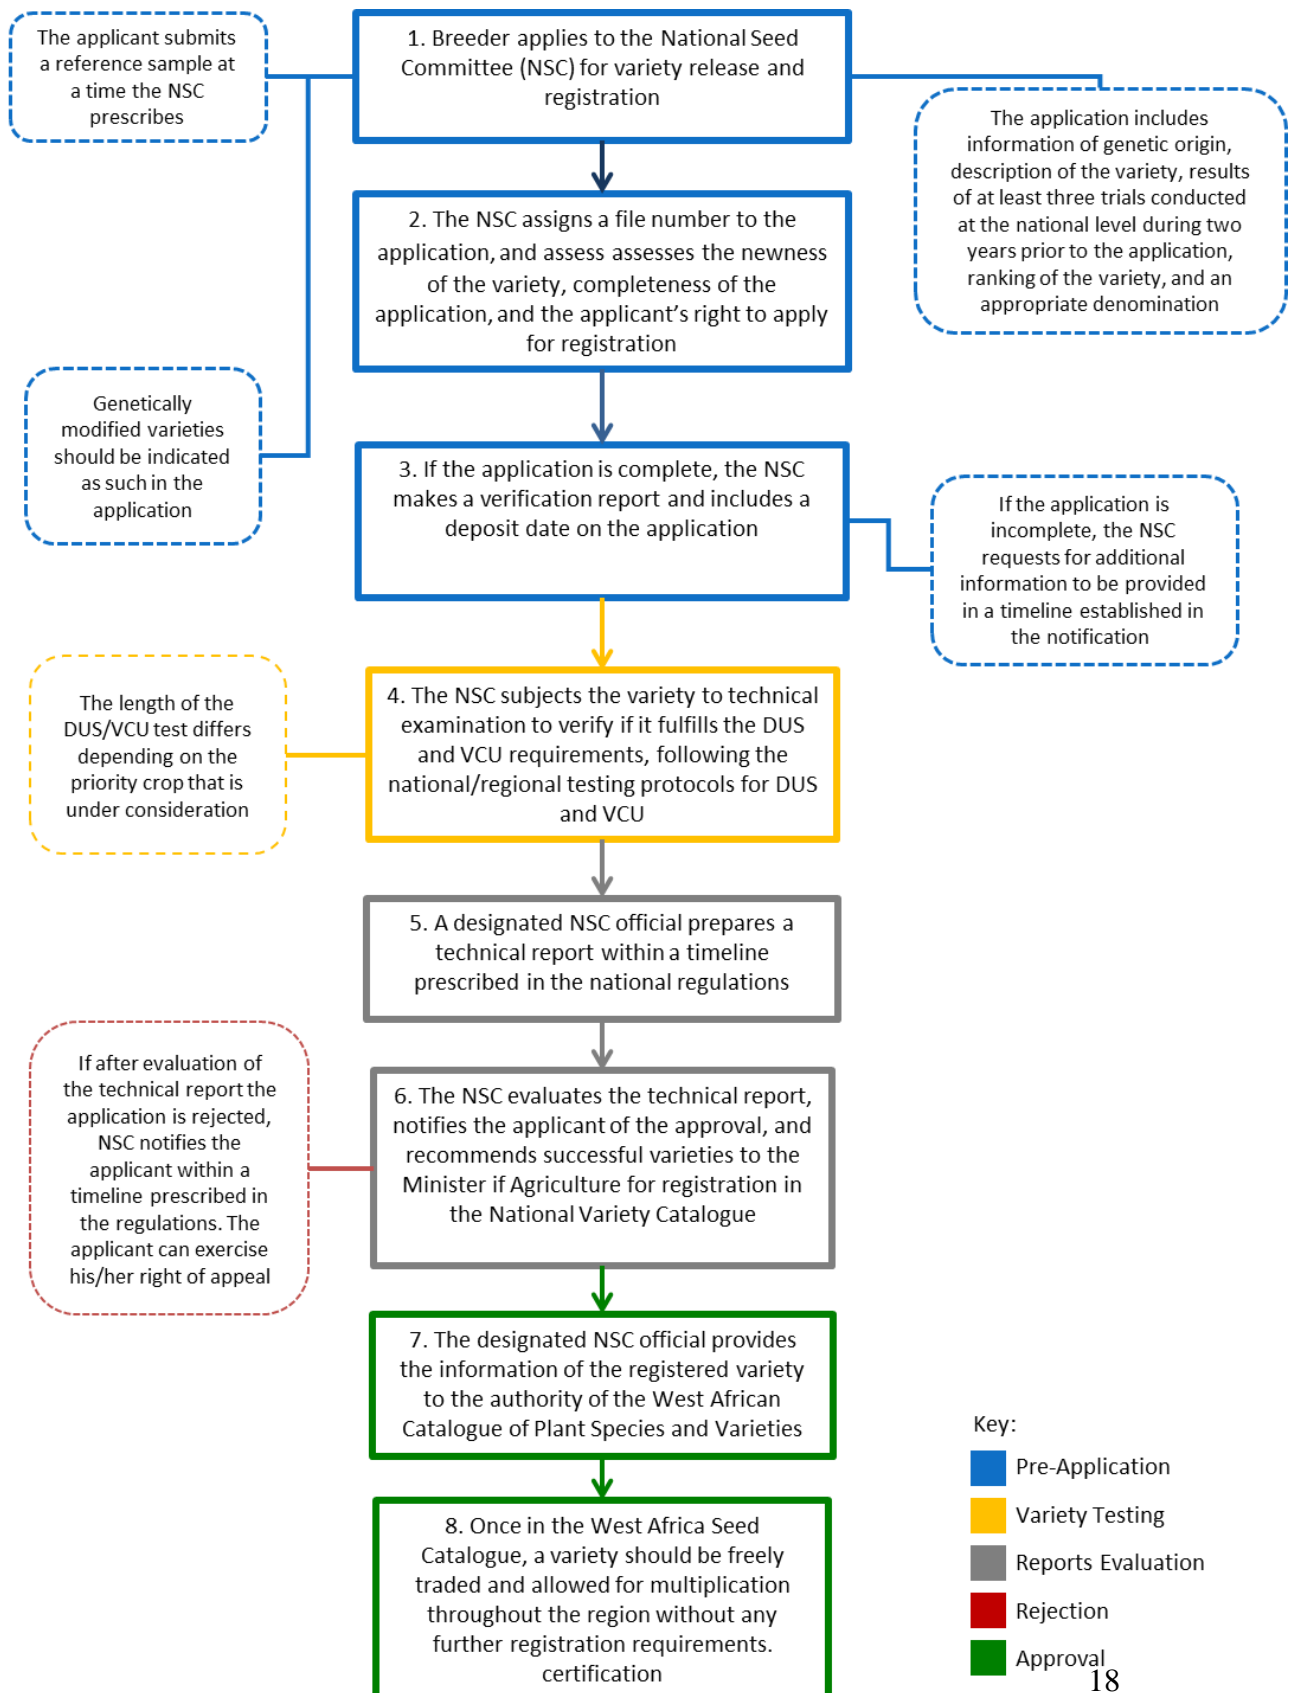 The applicant submits
a reference sample at
a time the NSC
prescribes
1. Breeder applies to the National Seed
Committee (NSC) for variety release and
registration
The application includes
information of genetic origin,
description of the variety, results
of at least three trials conducted
at the national level during two
years prior to the application,
ranking of the variety, and an
appropriate denomination
2. The NSC assigns a file number to the
application, and assess assesses the newness
of the variety, completeness of the
application, and the applicant’s right to apply
for registration
Genetically
modified varieties
should be indicated
as such in the
application
3. If the application is complete, the NSC
makes a verification report and includes a
deposit date on the application
If the application is
incomplete, the NSC
requests for additional
information to be provided
in a timeline established in
the notification
The length of the
DUS/VCU test differs
depending on the
priority crop that is
under consideration
4. The NSC subjects the variety to technical
examination to verify if it fulfills the DUS
and VCU requirements, following the
national/regional testing protocols for DUS
and VCU
5. A designated NSC official prepares a
technical report within a timeline
prescribed in the national regulations
If after evaluation of
the technical report the
application is rejected,
NSC notifies the
applicant within a
timeline prescribed in
the regulations. The
applicant can exercise
his/her right of appeal
6. The NSC evaluates the technical report,
notifies the applicant of the approval, and
recommends successful varieties to the
Minister if Agriculture for registration in
the National Variety Catalogue
7. The designated NSC official provides
the information of the registered variety
to the authority of the West African
Catalogue of Plant Species and Varieties
8. Once in the West Africa Seed
Catalogue, a variety should be freely
traded and allowed for multiplication
throughout the region without any
further registration requirements.
certification
Key:
Pre-Application
Variety Testing
Reports Evaluation
Rejection
Approval
18